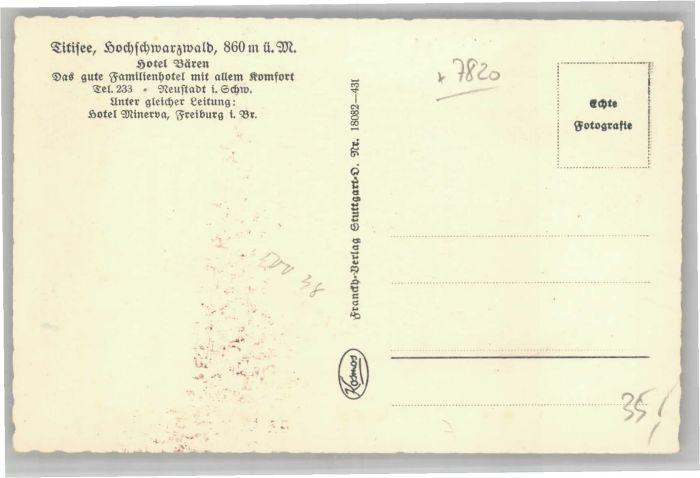 Titisee, Hochschwarzwald, 860 m ü. M.
Hotel Bären
Das gute Familienhotel mit allem Komfort
Tel. 233 - Neustadt i. Schw.
Unter gleicher Leitung:
Hotel Minerva, Freiburg i. Br.
Franckh-Verlag Stuttgart-O. Nr. 18082—431
Kosmos
x 7820
Echte
Fotografie
38
35,